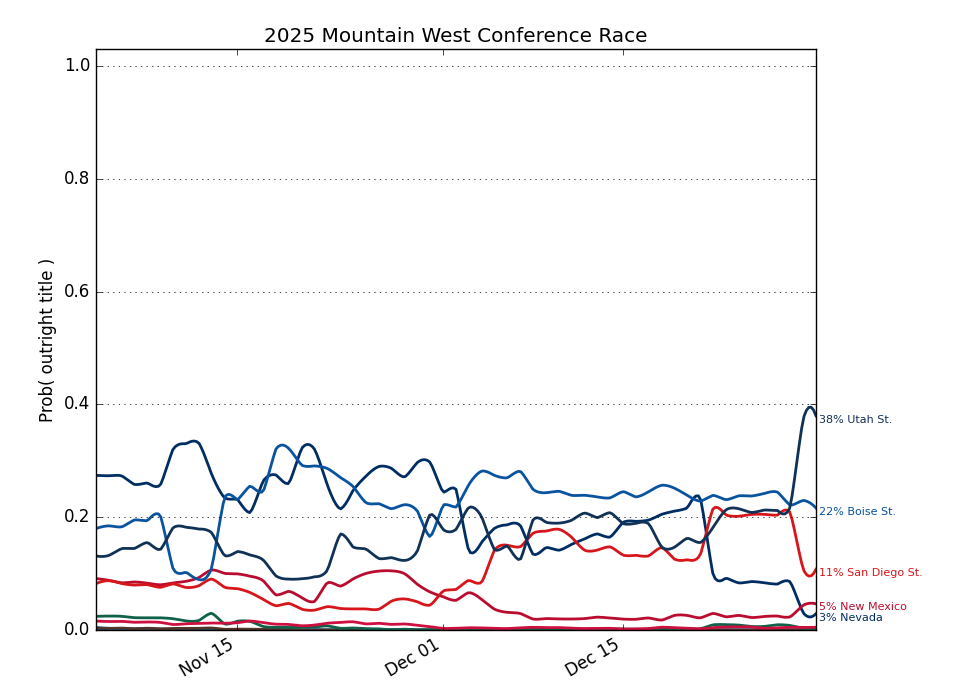 2025 Mountain West Conference Race
Prob( outright title )
1.0
0.8
0.6
0.4
0.2
0.0
Nov 15
Dec 01
Dec 15
38% Utah St.
22% Boise St.
11% San Diego St.
5% New Mexico
3% Nevada